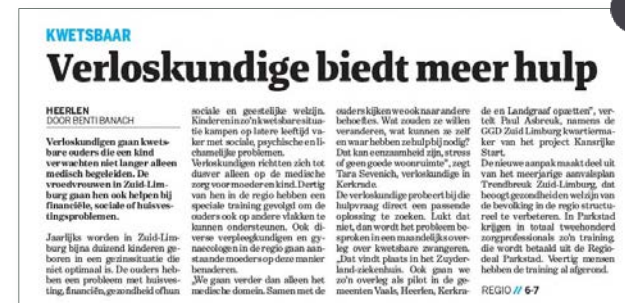 KWETSBAAR
Verloskundige biedt meer hulp
HEERLEN
DOOR BENTI BANACH
Verloskundigen gaan kwets-
bare ouders die een kind
verwachten niet langer alleen
medisch begeleiden. De
vroedvrouwen in Zuid-Lim-
burg gaan hen ook helpen bij
financiële, sociale of huisves-
tingsproblemen.
Jaarlijks worden in Zuid-Lim-
burg bijna duizend kinderen ge-
boren in een gezinssituatie die
niet optimaal is. De ouders heb-
ben een probleem met huisves-
ting, financiën, gezondheid of hun
sociale en geestelijke welzijn.
Kinderen in zo'n kwetsbare situa-
tie kampen op latere leeftijd va-
ker met sociale, psychische en li-
chamelijke problemen.
Verloskundigen richten zich tot
dusver alleen op de medische
zorg voor moeder en kind. Dertig
van hen in de regio hebben een
speciale training gevolgd om de
ouders ook op andere vlakken te
kunnen ondersteunen. Ook di-
verse verpleegkundigen en gy-
naecologen in de regio gaan aan-
staande moeders op deze manier
benaderen.
„We gaan verder dan alleen het
medische domein. Samen met de
ouders kijken we ook naar andere
behoeftes. Wat zouden ze willen
veranderen, wat kunnen ze zelf
en waar hebben ze hulp bij nodig?
Dat kan eenzaamheid zijn, stress
of geen goede woonruimte", zegt
Tara Sevenich, verloskundige in
Kerkrade.
De verloskundige probeert bij die
hulpvraag direct een passende
oplossing te zoeken. Lukt dat
niet, dan wordt het probleem be-
sproken in een maandelijks over-
leg over kwetsbare zwangeren.
„Dat vindt plaats in het Zuyder-
land-ziekenhuis. Ook gaan we
zo'n overleg als pilot in de ge-
meenten Vaals, Heerlen, Kerkra-
de en Landgraaf opzetten", ver-
telt Paul Asbreuk, namens de
GGD Zuid Limburg kwartierma-
ker van het project Kansrijke
Start.
De nieuwe aanpak maakt deel uit
van het meerjarige aanvalsplan
Trendbreuk Zuid-Limburg, dat
beoogt gezondheid en welzijn van
de bevolking in de regio structu-
reel te verbeteren. In Parkstad
krijgen in totaal tweehonderd
zorgprofessionals zo'n training,
die wordt betaald uit de Regio-
deal Parkstad. Veertig mensen
hebben de training al afgerond.
REGIO // 6-7